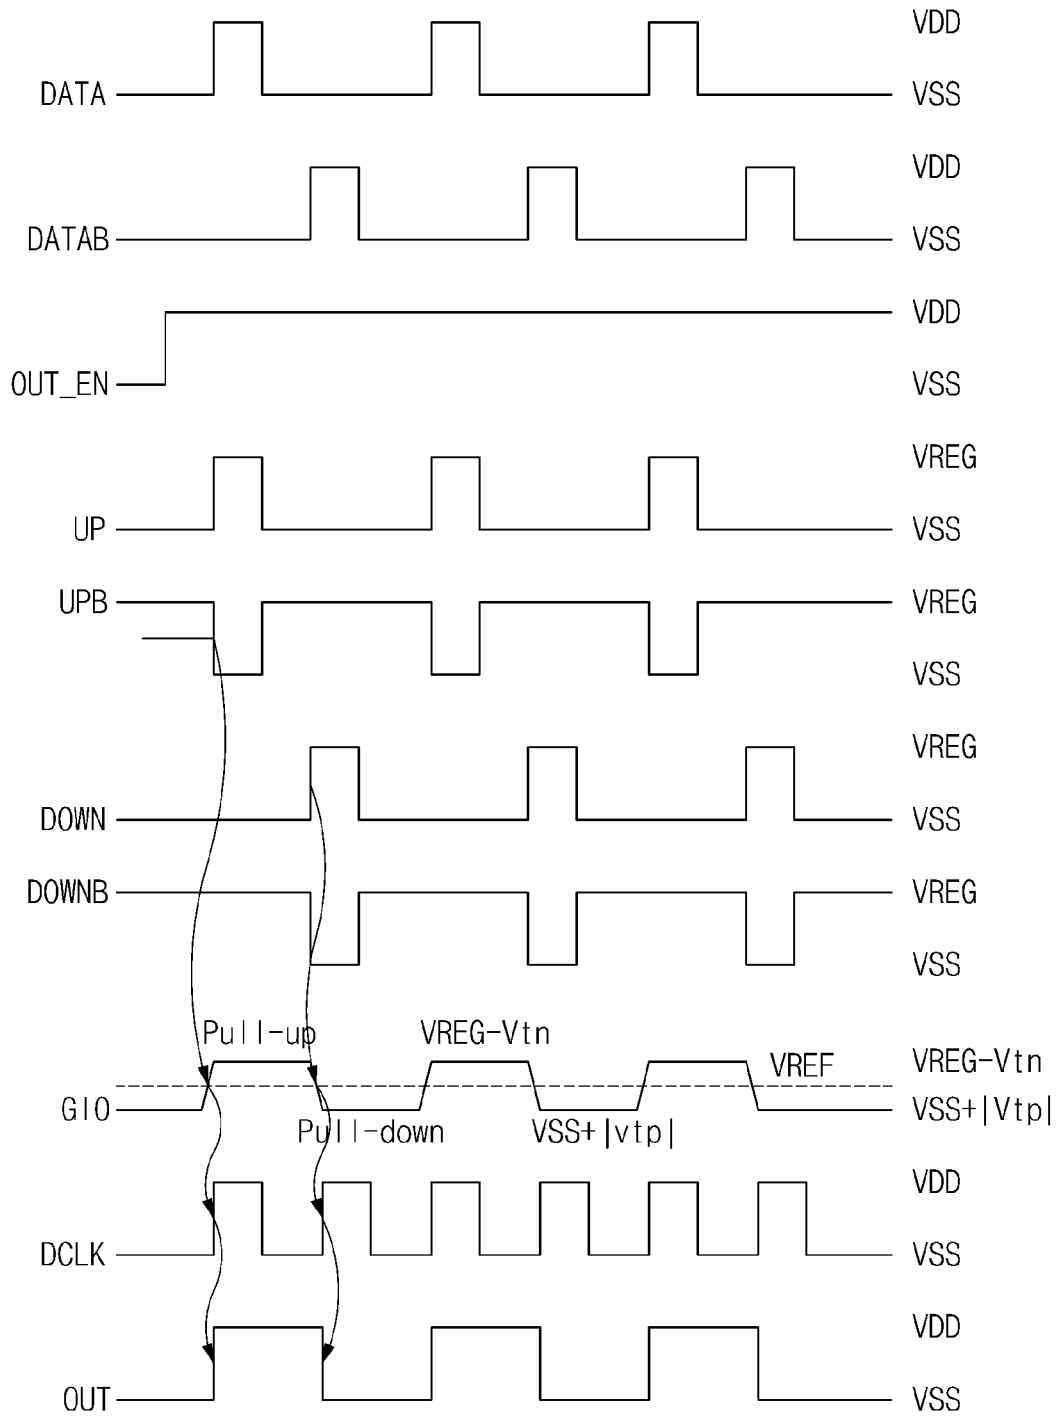 VDD
DATA VSS
VDD
DATAB VSS
VDD
OUT_EN VSS
VREG
UP VSS
UPB VREG
VSS
VREG
DOWN VSS
DOWNB VREG
VSS
Pull-up VREG-Vtn VREF VREG-Vtn
GIO VSS+|Vtp|
Pull-down VSS+|vtp|
VDD
DCLK VSS
VDD
OUT VSS